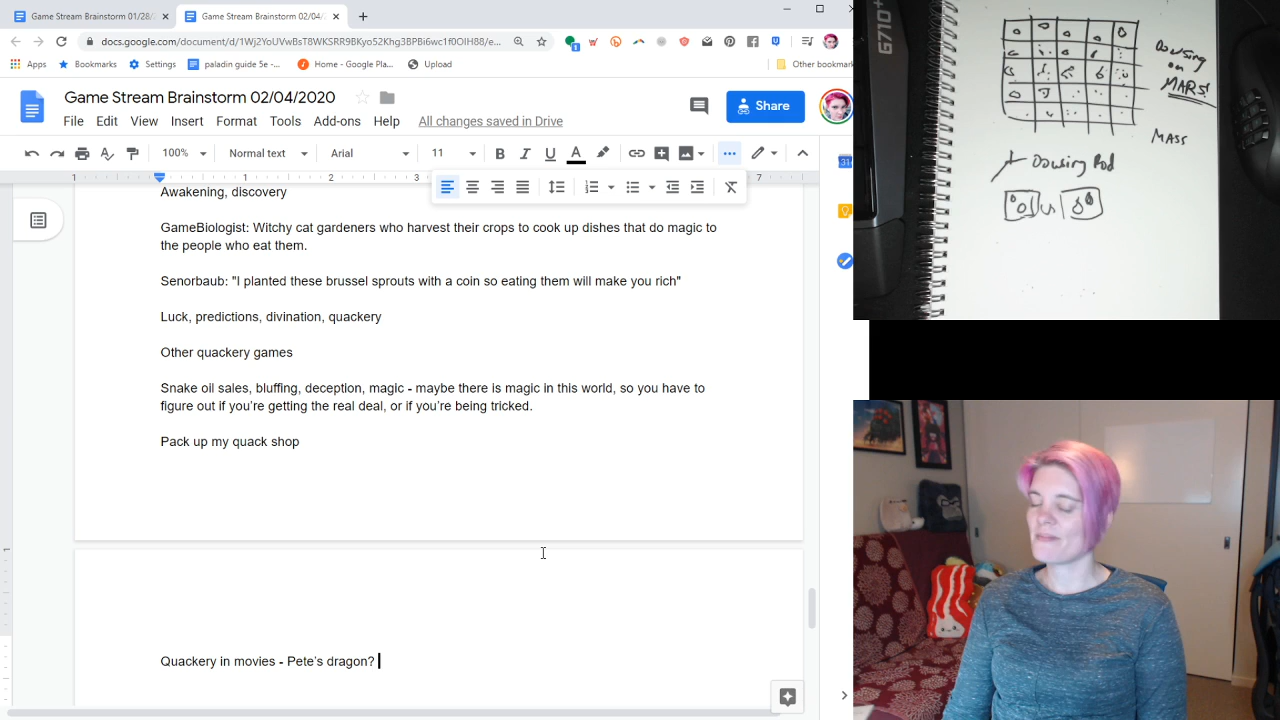 Game Stream Brainstorm 01/28/
Game Stream Brainstorm 02/04/
docs.google.com/document/d/1Wj2YoUVwBsT8WKSRR9BKyo52Khg3BPBi6wc1f0OIH88/e...
Apps
Bookmarks
Settings
paladin guide 5e -...
Home - Google Pla...
Upload
Other bookmark
Game Stream Brainstorm 02/04/2020
Share
File Edit View Insert Format Tools Add-ons Help All changes saved in Drive
100% Normal text Arial 11 B I U A
1 1 2 3 7
Awakening, discovery
GameBiologist: Witchy cat gardeners who harvest their crops to cook up dishes that do magic to
the people who eat them.
Senorbaub: "I planted these brussel sprouts with a coin so eating them will make you rich"
Luck, predictions, divination, quackery
Other quackery games
Snake oil sales, bluffing, deception, magic - maybe there is magic in this world, so you have to
figure out if you're getting the real deal, or if you're being tricked.
Pack up my quack shop
Quackery in movies - Pete's dragon?
G710+
Dowsing
on
MARS!
MASS
Dowsing Rod